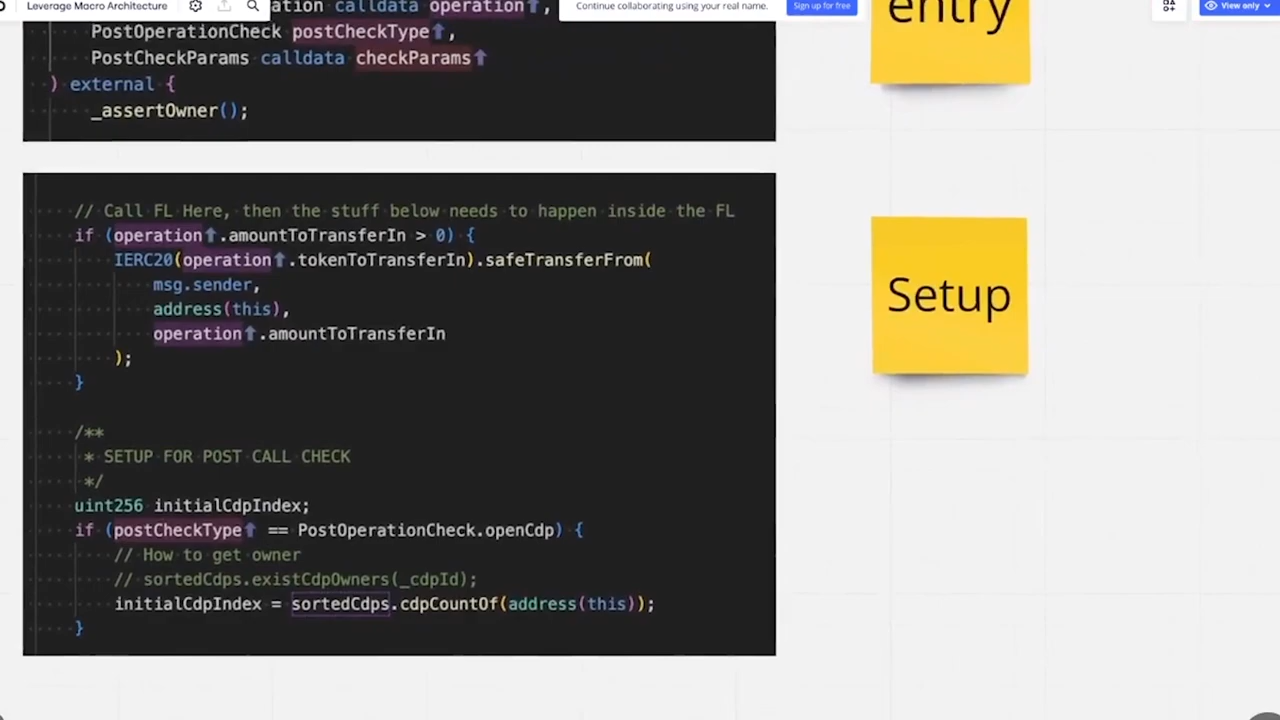 Leverage Macro Architecture
Continue collaborating using your real name.
Sign up for free
View only
calldata operation⬆,
PostOperationCheck postCheckType⬆,
PostCheckParams calldata checkParams⬆
) external {
_assertOwner();
entry
// Call FL Here, then the stuff below needs to happen inside the FL
if (operation⬆.amountToTransferIn > 0) {
IERC20(operation⬆.tokenToTransferIn).safeTransferFrom(
msg.sender,
address(this),
operation⬆.amountToTransferIn
);
}
Setup
/**
* SETUP FOR POST CALL CHECK
*/
uint256 initialCdpIndex;
if (postCheckType⬆ == PostOperationCheck.openCdp) {
// How to get owner
// sortedCdps.existCdpOwners(_cdpId);
initialCdpIndex = sortedCdps.cdpCountOf(address(this));
}